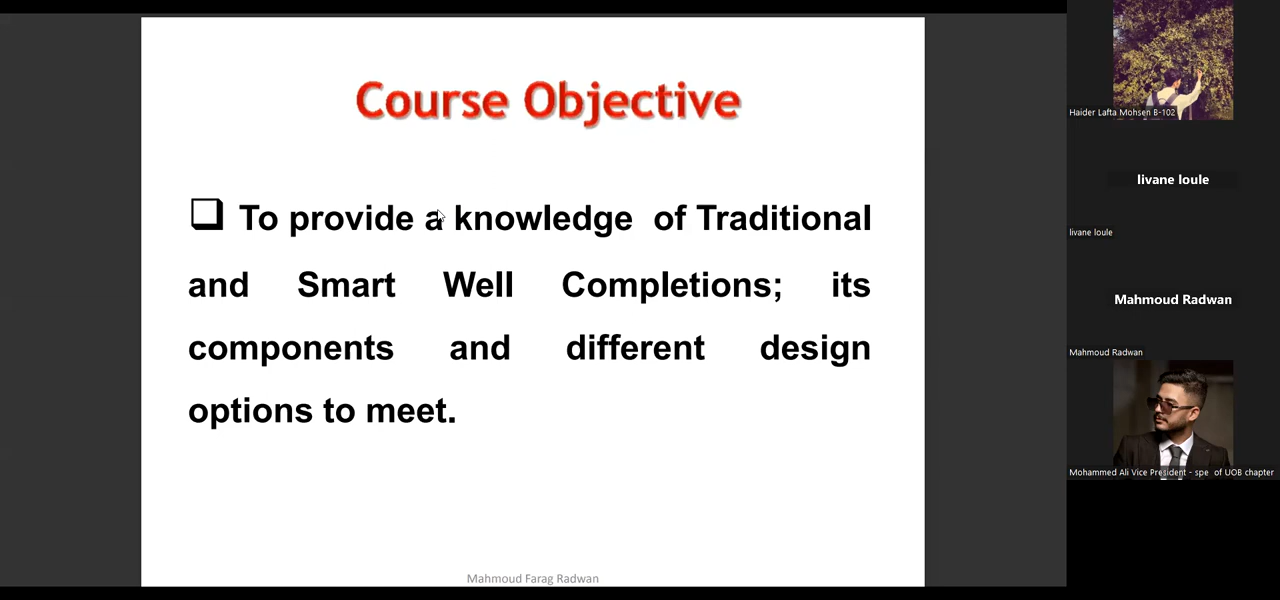 Course Objective
❑ To provide a knowledge of Traditional
and Smart Well Completions; its
components and different design
options to meet.
Mahmoud Farag Radwan
Haider Lafta Mohsen B-102
livane loule
livane loule
Mahmoud Radwan
Mahmoud Radwan
Mohammed Ali Vice President - spe of UOB chapter